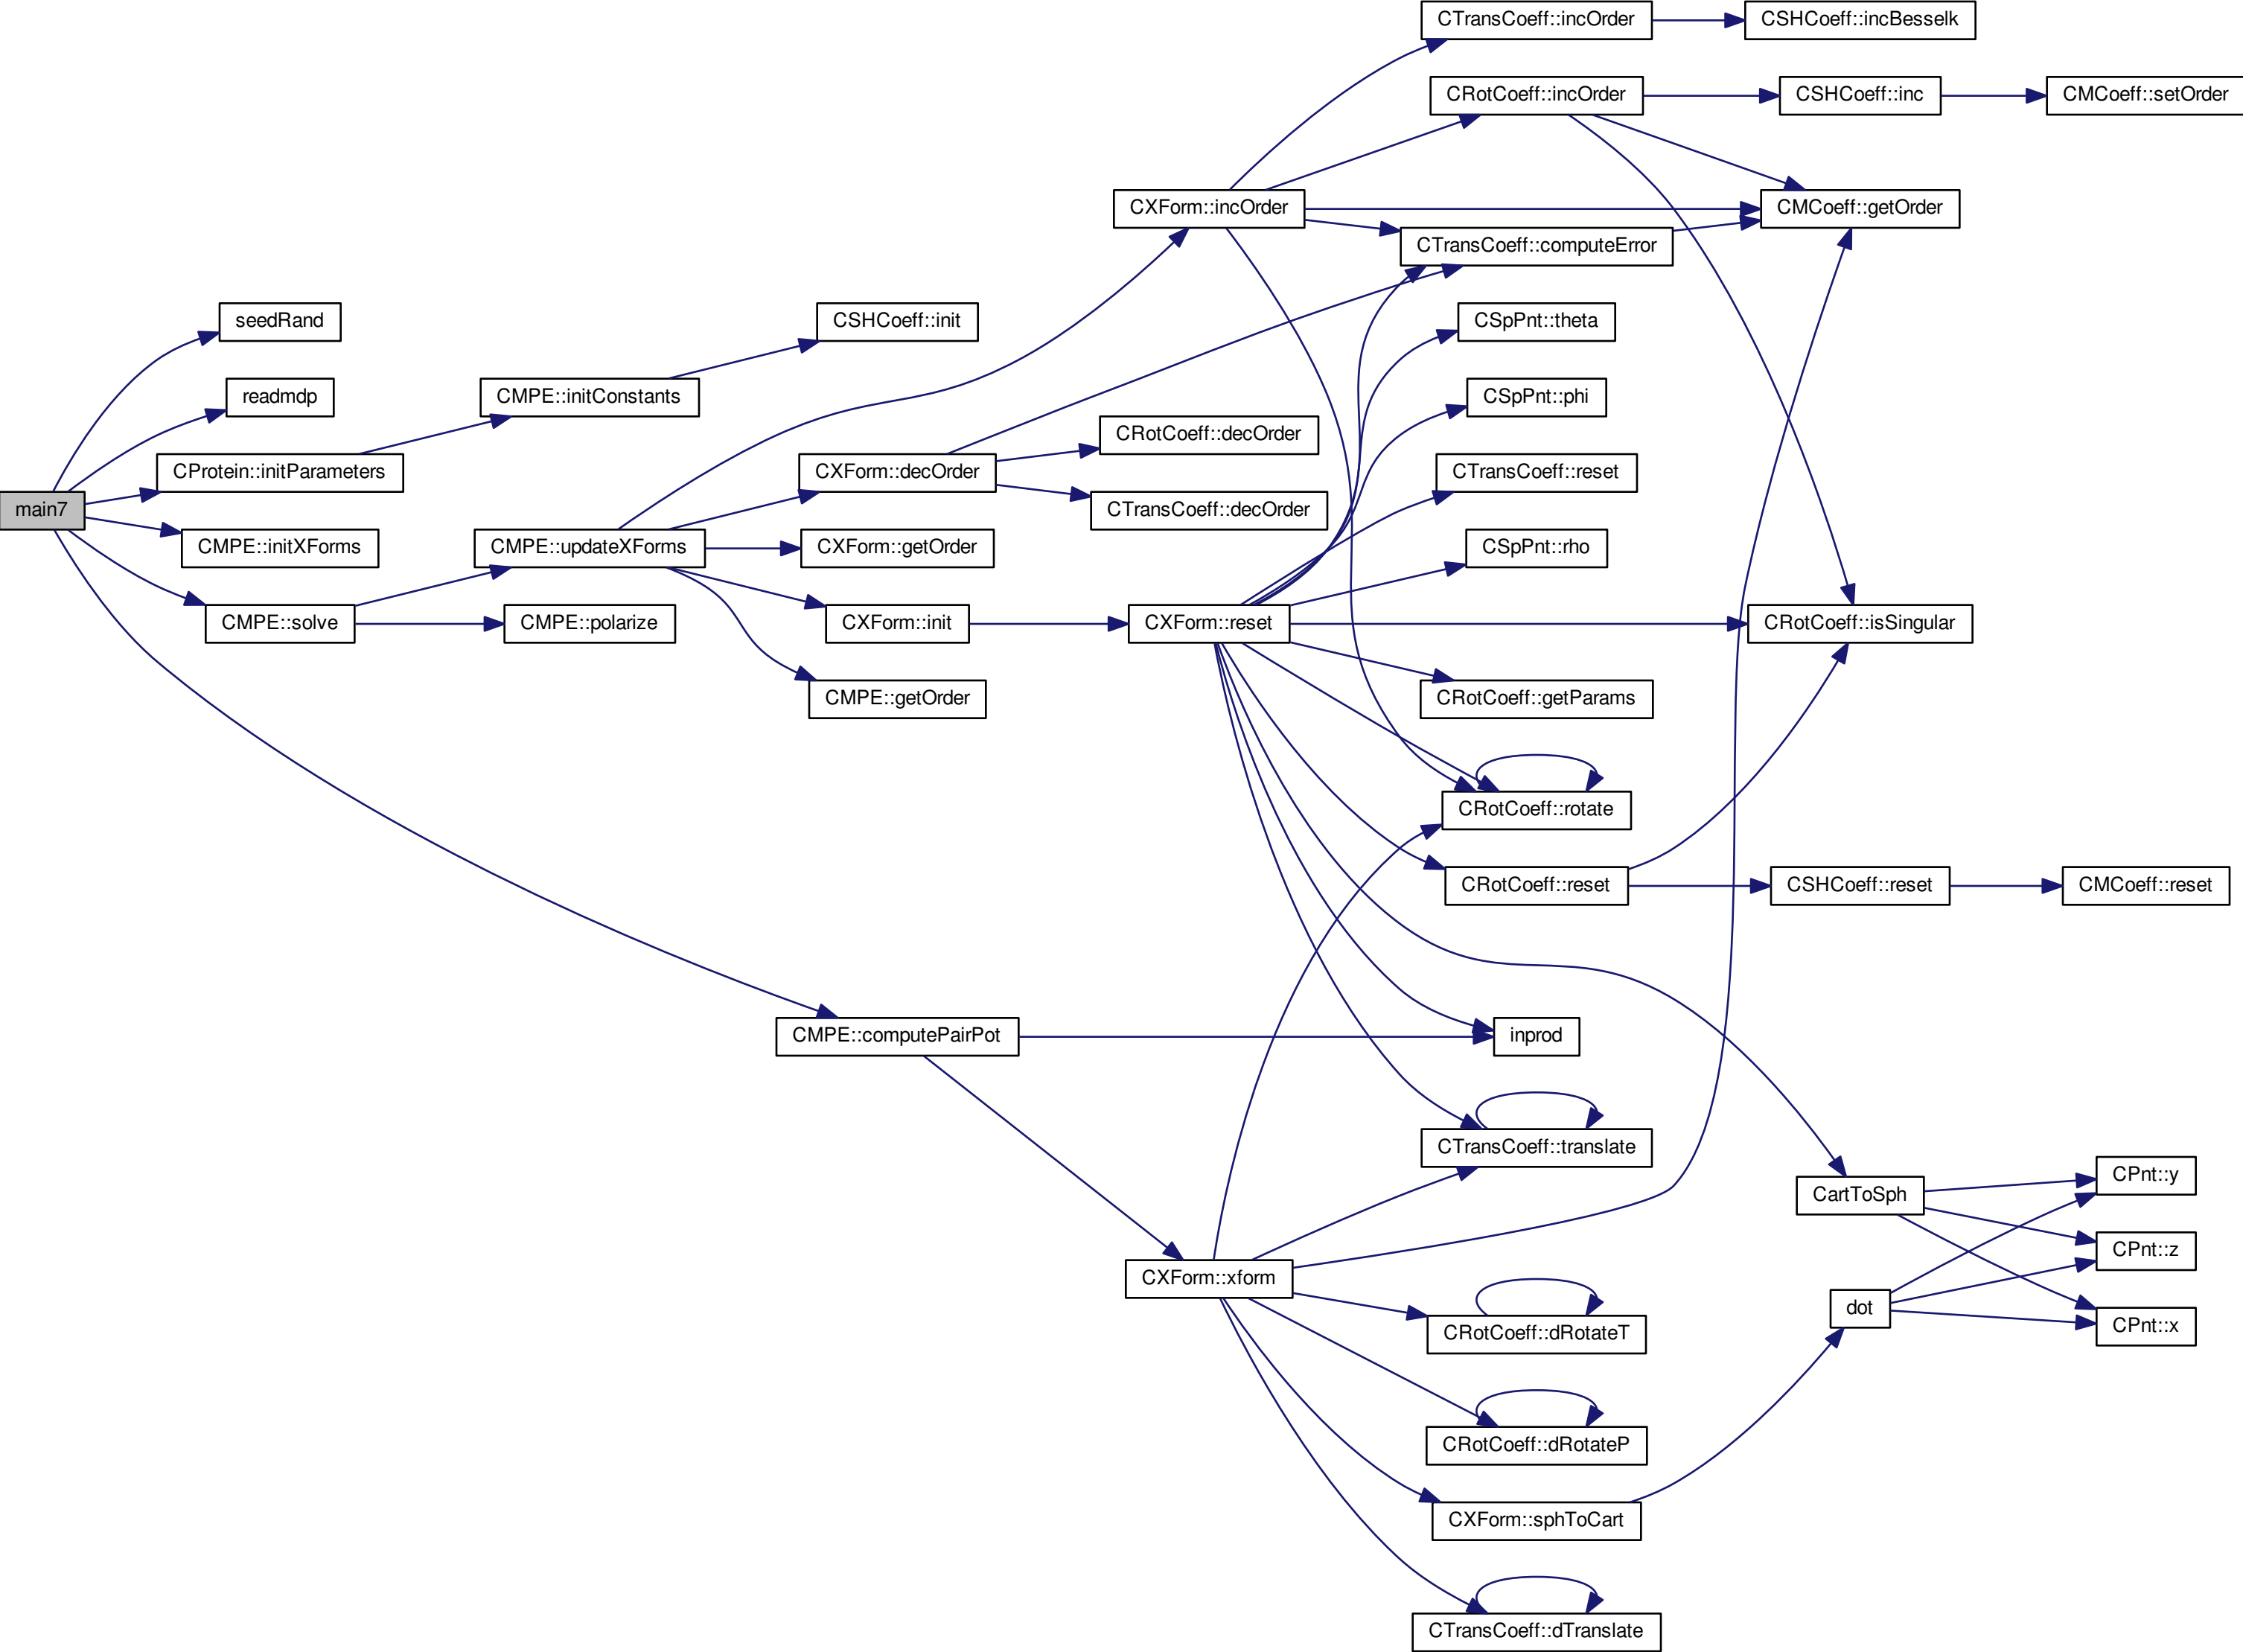 CTransCoeff::incOrder
CSHCoeff::incBesselk
CRotCoeff::incOrder
CSHCoeff::inc
CMCoeff::setOrder
CXForm::incOrder
CMCoeff::getOrder
CTransCoeff::computeError
seedRand
CSHCoeff::init
CSpPnt::theta
readmdp
CMPE::initConstants
CSpPnt::phi
CRotCoeff::decOrder
CProtein::initParameters
CXForm::decOrder
CTransCoeff::reset
main7
CTransCoeff::decOrder
CMPE::initXForms
CMPE::updateXForms
CXForm::getOrder
CSpPnt::rho
CMPE::solve
CMPE::polarize
CXForm::init
CXForm::reset
CRotCoeff::isSingular
CMPE::getOrder
CRotCoeff::getParams
CRotCoeff::rotate
CRotCoeff::reset
CSHCoeff::reset
CMCoeff::reset
CMPE::computePairPot
inprod
CTransCoeff::translate
CPnt::y
CartToSph
CPnt::z
CXForm::xform
dot
CPnt::x
CRotCoeff::dRotateT
CRotCoeff::dRotateP
CXForm::sphToCart
CTransCoeff::dTranslate